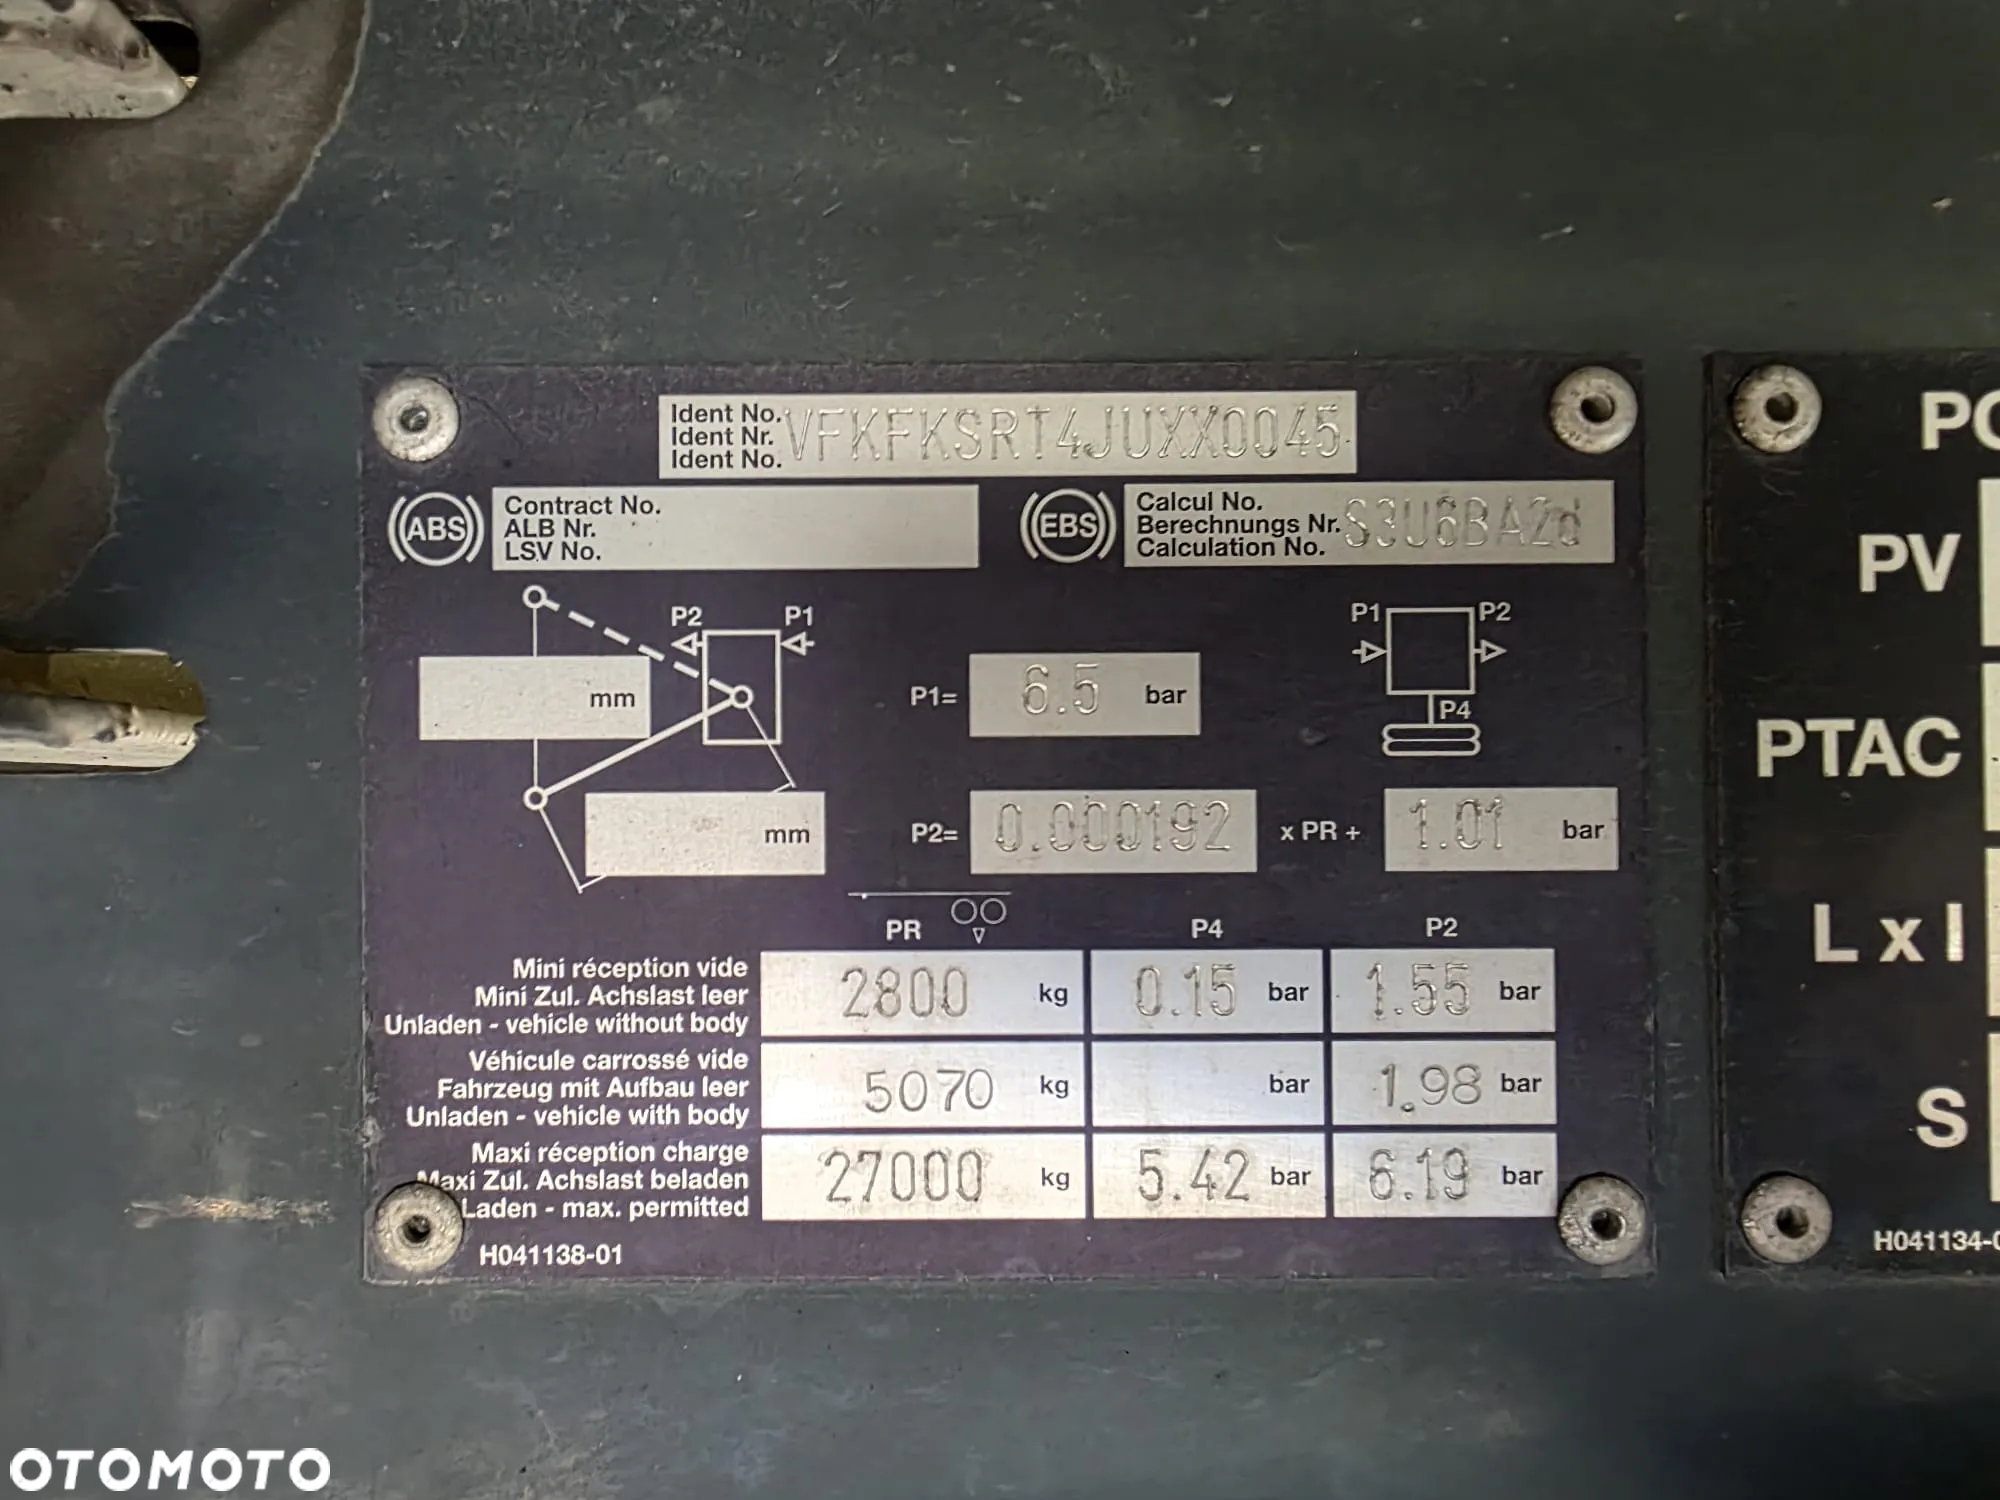 Ident No.
Ident Nr. VFKFKSRT4JUXX0045
Ident No.
ABS
Contract No.
ALB Nr.
LSV No.
EBS
Calcul No.
Berechnungs Nr. S3U6BA2d
Calculation No.
P2 P1
mm
mm
P1= 6.5 bar
P1 P2
P4
P2= 0.000192 x PR + 1.01 bar
PR P4 P2
Mini réception vide
Mini Zul. Achslast leer 2800 kg 0.15 bar 1.55 bar
Unladen - vehicle without body
Véhicule carrossé vide
Fahrzeug mit Aufbau leer 5070 kg bar 1.98 bar
Unladen - vehicle with body
Maxi réception charge
Maxi Zul. Achslast beladen 27000 kg 5.42 bar 6.19 bar
Laden - max. permitted
H041138-01
PV
PTAC
L x l
S
H041134-0
OTOMOTO